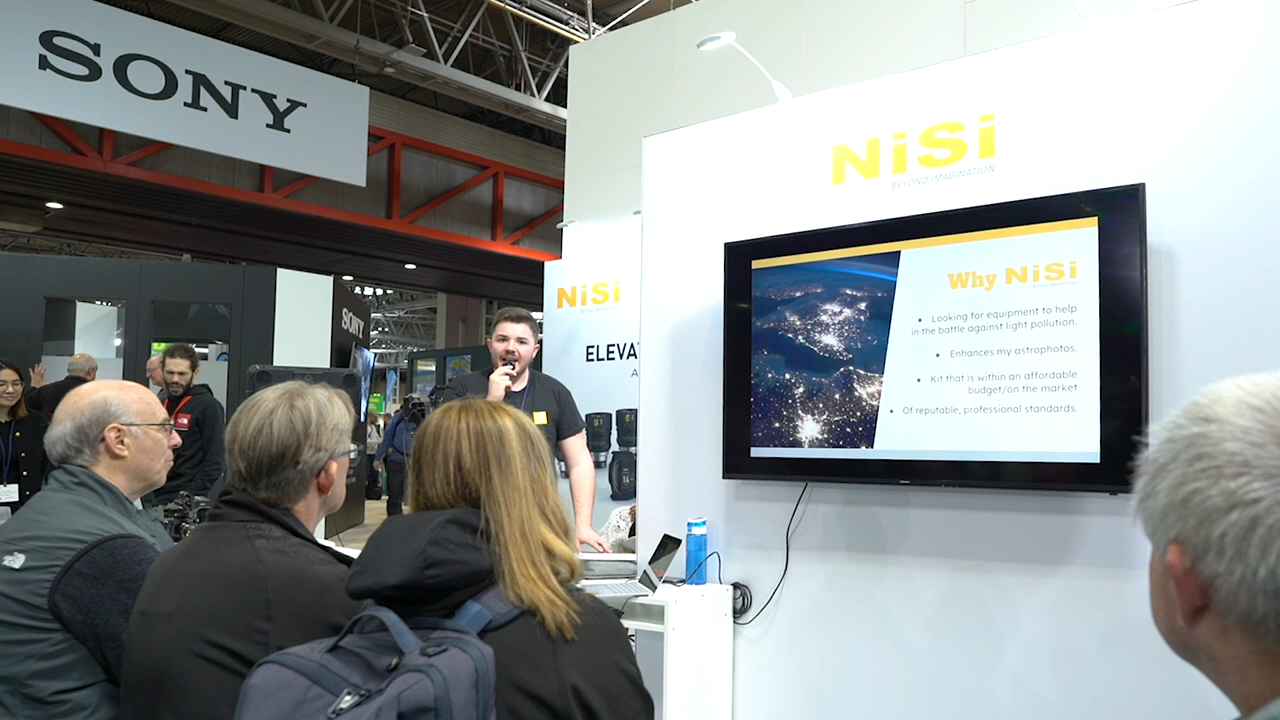 SONY
NiSi
BEYOND IMAGINATION
NiSi
ELEVA
A
SONY
Why NiSi
• Looking for equipment to help
in the battle against light pollution.
• Enhances my astrophotos.
• Kit that is within an affordable
budget/on the market
• Of reputable, professional standards.